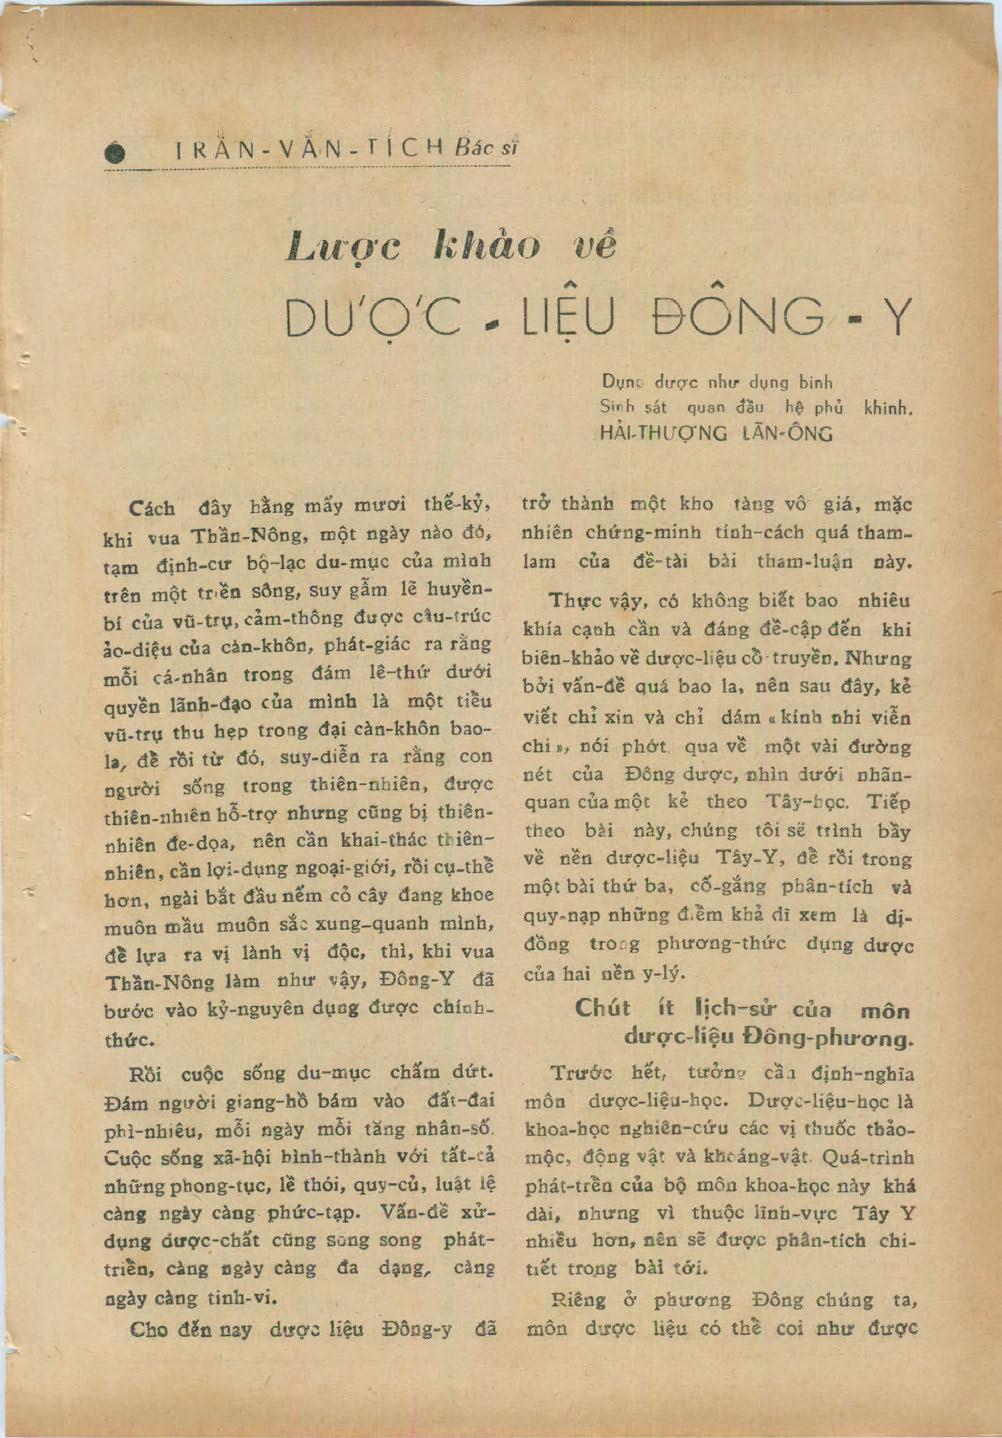 TRẦN-VĂN-TÍCH Bác sĩ
Lược khảo về
DƯỢC-LIỆU ĐÔNG-Y
Dụng dược như dụng binh
Sinh sát quan đầu hệ phủ khinh.
HẢI-THƯỢNG LÃN-ÔNG
Cách đây hằng mấy mươi thế-kỷ,
khi vua Thần-Nông, một ngày nào đó,
tạm định-cư bộ-lạc du-mục của mình
trên một triền sông, suy gẫm lẽ huyền-
bí của vũ-trụ, cảm-thông được cấu-trúc
ảo-diệu của càn-khôn, phát-giác ra rằng
mỗi cá-nhân trong đám lê-thứ dưới
quyền lãnh-đạo của mình là một tiểu
vũ-trụ thu hẹp trong đại càn-khôn bao-
la, để rồi từ đó, suy-diễn ra rằng con
người sống trong thiên-nhiên, được
thiên-nhiên hỗ-trợ nhưng cũng bị thiên-
nhiên đe-dọa, nên cần khai-thác thiên-
nhiên, cần lợi-dụng ngoại-giới, rồi cụ-thể
hơn, ngài bắt đầu nếm cỏ cây đang khoe
muôn mầu muôn sắc xung-quanh mình,
để lựa ra vị lành vị độc, thì, khi vua
Thần-Nông làm như vậy, Đông-Y đã
bước vào kỷ-nguyên dụng dược chính-
thức.
Rồi cuộc sống du-mục chấm dứt.
Đám người giang-hồ bám vào đất-đai
phì-nhiêu, mỗi ngày mỗi tăng nhân-số.
Cuộc sống xã-hội hình-thành với tất-cả
những phong-tục, lề thói, quy-củ, luật lệ
càng ngày càng phức-tạp. Vấn-đề xử-
dụng dược-chất cũng song song phát-
triển, càng ngày càng đa dạng, càng
ngày càng tinh-vi.
Cho đến nay dược liệu Đông-y đã
trở thành một kho tàng vô giá, mặc
nhiên chứng-minh tính-cách quá tham-
lam của đề-tài bài tham-luận này.
Thực vậy, có không biết bao nhiêu
khía cạnh cần và đáng đề-cập đến khi
biên-khảo về dược-liệu cổ-truyền. Nhưng
bởi vấn-đề quá bao la, nên sau đây, kẻ
viết chỉ xin và chỉ dám « kính nhi viễn
chi », nói phớt qua về một vài đường
nét của Đông dược, nhìn dưới nhãn-
quan của một kẻ theo Tây-học. Tiếp
theo bài này, chúng tôi sẽ trình bầy
về nền dược-liệu Tây-Y, để rồi trong
một bài thứ ba, cố-gắng phân-tích và
quy-nạp những điểm khả dĩ xem là dị-
đồng trong phương-thức dụng dược
của hai nền y-lý.
Chút ít lịch-sử của môn
dược-liệu Đông-phương.
Trước hết, tưởng cần định-nghĩa
môn dược-liệu-học. Dược-liệu-học là
khoa-học nghiên-cứu các vị thuốc thảo-
mộc, động vật và khoáng-vật. Quá-trình
phát-triển của bộ môn khoa-học này khá
dài, nhưng vì thuộc lĩnh-vực Tây Y
nhiều hơn, nên sẽ được phân-tích chi-
tiết trong bài tới.
Riêng ở phương Đông chúng ta,
môn dược liệu có thể coi như được